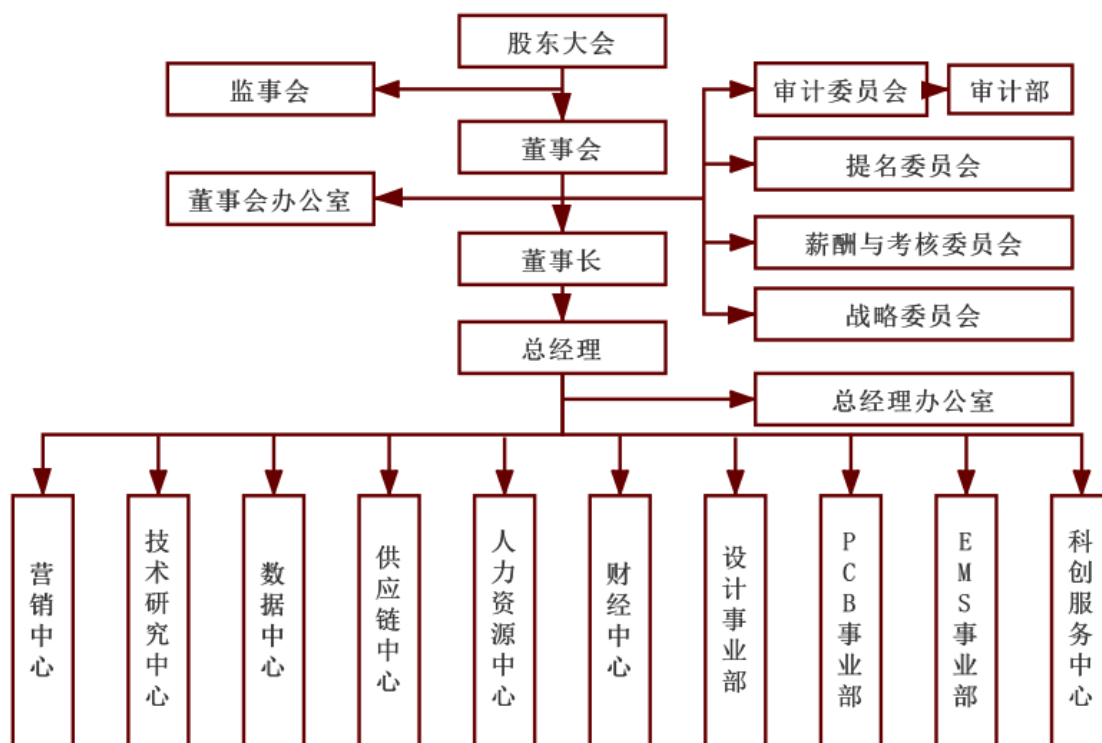 股东大会
监事会
审计委员会
审计部
董事会
提名委员会
董事会办公室
薪酬与考核委员会
董事长
战略委员会
总经理
总经理办公室
营销中心
技术研究中心
数据中心
供应链中心
人力资源中心
财经中心
设计事业部
PCB事业部
EMS事业部
科创服务中心